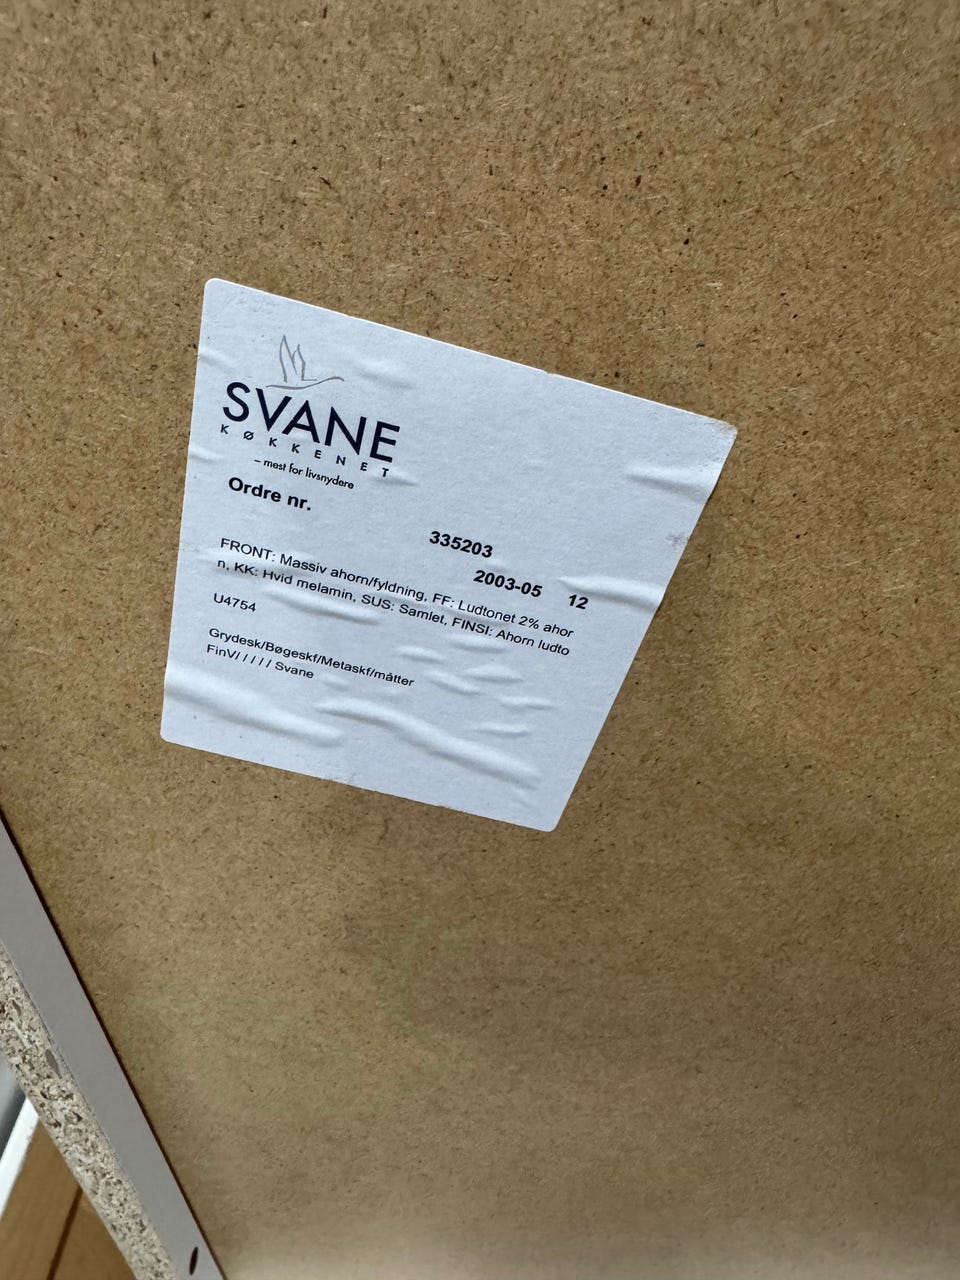 SVANE
KØKKENET
– mest for livsnydere
Ordre nr.
335203
2003-05 12
FRONT: Massiv ahorn/fyldning, FF: Ludtonet 2% ahor
n, KK: Hvid melamin, SUS: Samlet, FINSI: Ahorn ludto
U4754
Grydesk/Bøgeskf/Metaskf/måtter
FinV/ / / / / Svane